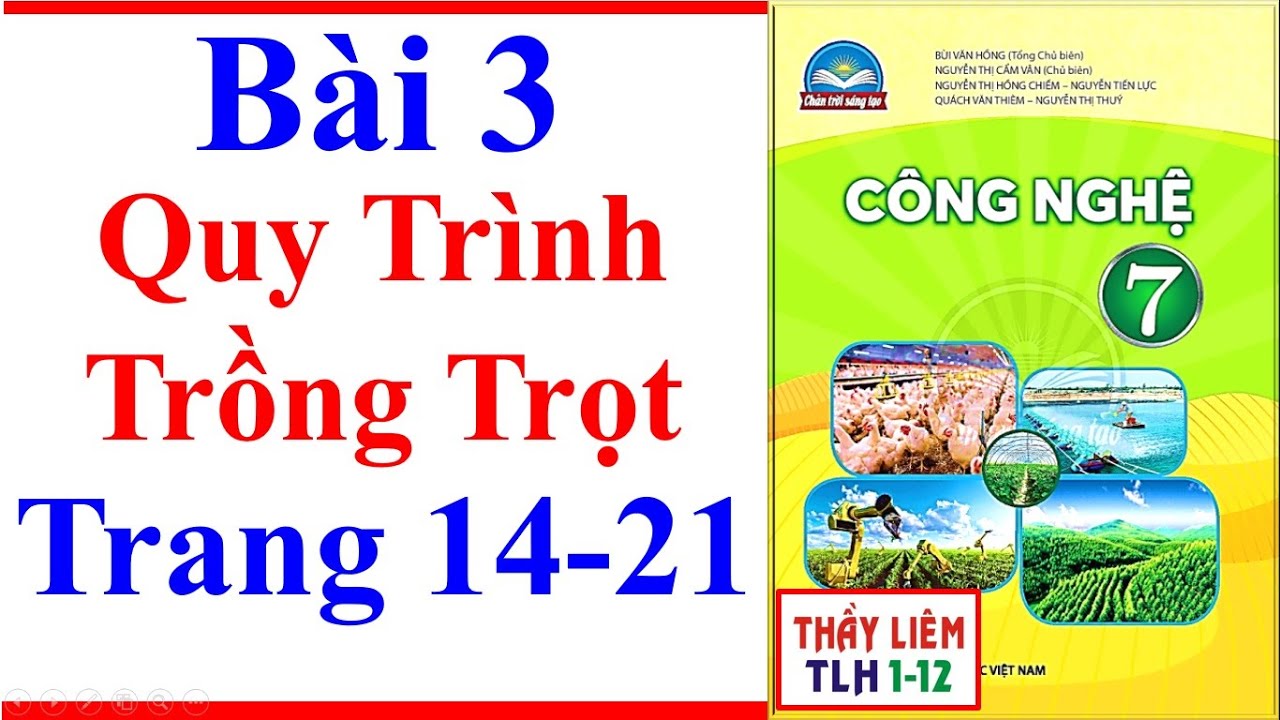 Bài 3
Quy Trình
Trồng Trọt
Trang 14-21
BÙI VĂN HỒNG (Tổng Chủ biên)
NGUYỄN THỊ CẨM VÂN (Chủ biên)
NGUYỄN THỊ HỒNG CHIẾM – NGUYỄN TIẾN LỰC
QUÁCH VĂN THIÊM – NGUYỄN THỊ THUÝ
Chân trời sáng tạo
CÔNG NGHỆ
7
THẦY LIÊM
TLH 1-12
VIỆT NAM